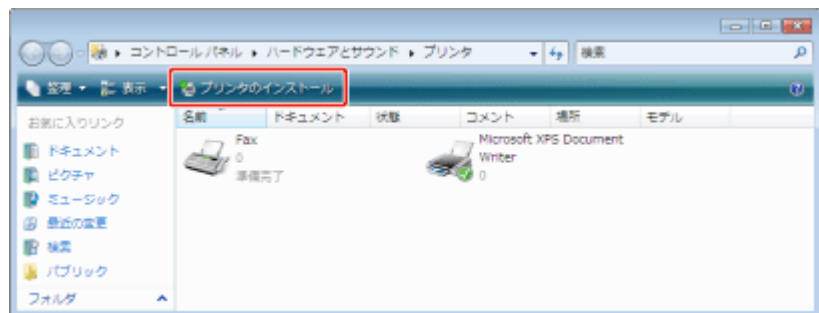 コントロール パネル ▸ ハードウェアとサウンド ▸ プリンタ
検索
整理 表示 プリンタのインストール
名前 ドキュメント 状態 コメント 場所 モデル
お気に入りリンク
ドキュメント
ピクチャ
ミュージック
最近の変更
検索
パブリック
フォルダ
Fax
0
準備完了
Microsoft XPS Document
Writer
0